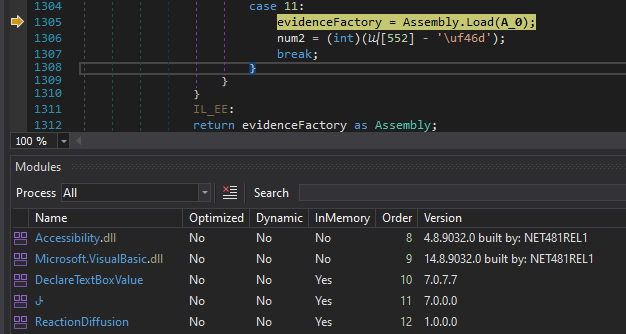 1304 case 11:
1305 evidenceFactory = Assembly.Load(A_0);
1306 num2 = (int)( [552] - '\uf46d');
1307 break;
1308 }
1309 }
1310 }
1311 IL_EE:
1312 return evidenceFactory as Assembly;
100 %
Modules
Process All Search
Name Optimized Dynamic InMemory Order Version
Accessibility.dll No No No 8 4.8.9032.0 built by: NET481REL1
Microsoft.VisualBasic.dll No No No 9 14.8.9032.0 built by: NET481REL1
DeclareTextBoxValue No No Yes 10 7.0.7.7
No No Yes 11 7.0.0.0
ReactionDiffusion No No Yes 12 1.0.0.0